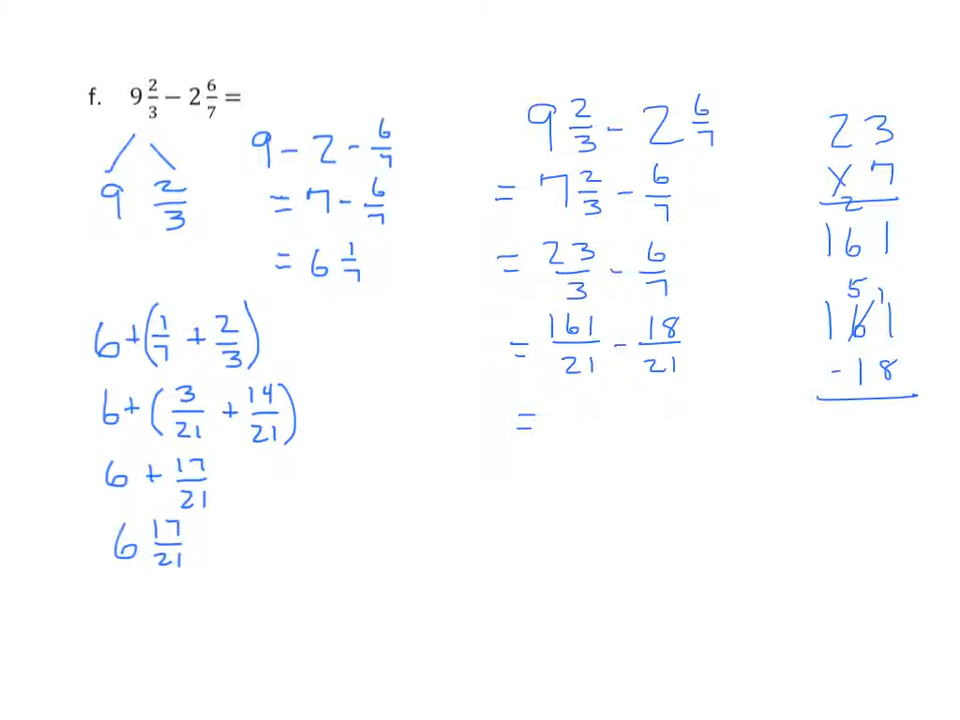 f. 9 2/3 − 2 6/7 =
9 2/3
9 - 2 - 6/7
= 7 - 6/7
= 6 1/7
6 + (1/7 + 2/3)
6 + (3/21 + 14/21)
6 + 17/21
6 17/21
9 2/3 - 2 6/7
= 7 2/3 - 6/7
= 23/3 - 6/7
= 161/21 - 18/21
=
23
x 7
2
161
5 1
161
- 18